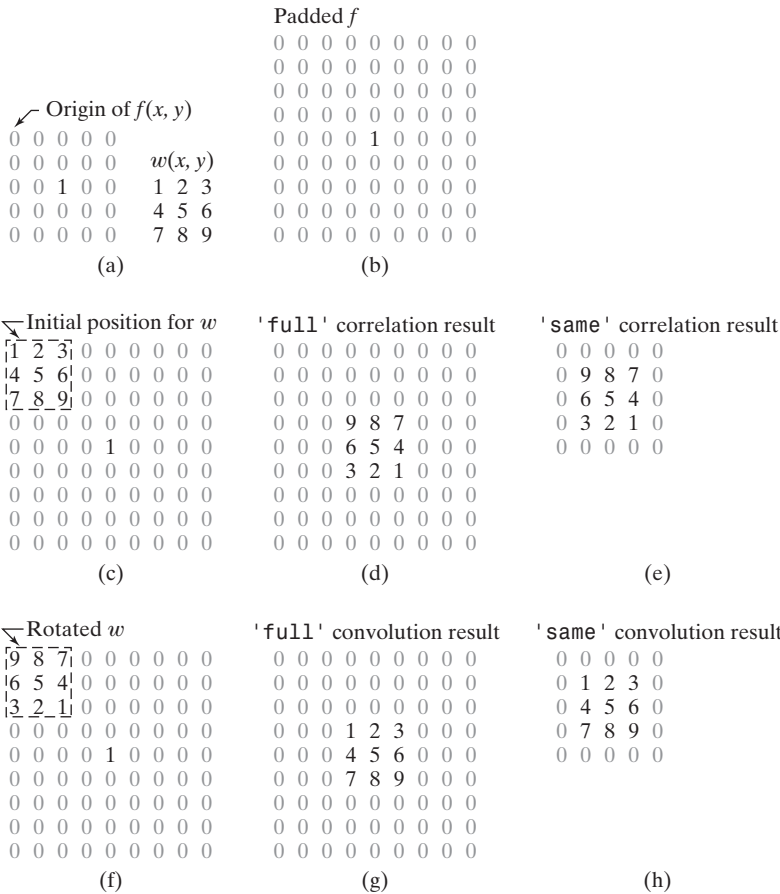 Origin of f(x, y)
0 0 0 0 0
0 0 0 0 0
0 0 1 0 0
0 0 0 0 0
0 0 0 0 0
w(x, y)
1 2 3
4 5 6
7 8 9
(a)
Padded f
0 0 0 0 0 0 0 0 0
0 0 0 0 0 0 0 0 0
0 0 0 0 0 0 0 0 0
0 0 0 0 0 0 0 0 0
0 0 0 0 1 0 0 0 0
0 0 0 0 0 0 0 0 0
0 0 0 0 0 0 0 0 0
0 0 0 0 0 0 0 0 0
0 0 0 0 0 0 0 0 0
(b)
Initial position for w
1 2 3 0 0 0 0 0 0
4 5 6 0 0 0 0 0 0
7 8 9 0 0 0 0 0 0
0 0 0 0 0 0 0 0 0
0 0 0 0 1 0 0 0 0
0 0 0 0 0 0 0 0 0
0 0 0 0 0 0 0 0 0
0 0 0 0 0 0 0 0 0
0 0 0 0 0 0 0 0 0
(c)
'full' correlation result
0 0 0 0 0 0 0 0 0
0 0 0 0 0 0 0 0 0
0 0 0 0 0 0 0 0 0
0 0 0 9 8 7 0 0 0
0 0 0 6 5 4 0 0 0
0 0 0 3 2 1 0 0 0
0 0 0 0 0 0 0 0 0
0 0 0 0 0 0 0 0 0
0 0 0 0 0 0 0 0 0
(d)
'same' correlation result
0 0 0 0 0
0 9 8 7 0
0 6 5 4 0
0 3 2 1 0
0 0 0 0 0
(e)
Rotated w
9 8 7 0 0 0 0 0 0
6 5 4 0 0 0 0 0 0
3 2 1 0 0 0 0 0 0
0 0 0 0 0 0 0 0 0
0 0 0 0 1 0 0 0 0
0 0 0 0 0 0 0 0 0
0 0 0 0 0 0 0 0 0
0 0 0 0 0 0 0 0 0
0 0 0 0 0 0 0 0 0
(f)
'full' convolution result
0 0 0 0 0 0 0 0 0
0 0 0 0 0 0 0 0 0
0 0 0 0 0 0 0 0 0
0 0 0 1 2 3 0 0 0
0 0 0 4 5 6 0 0 0
0 0 0 7 8 9 0 0 0
0 0 0 0 0 0 0 0 0
0 0 0 0 0 0 0 0 0
0 0 0 0 0 0 0 0 0
(g)
'same' convolution result
0 0 0 0 0
0 1 2 3 0
0 4 5 6 0
0 7 8 9 0
0 0 0 0 0
(h)